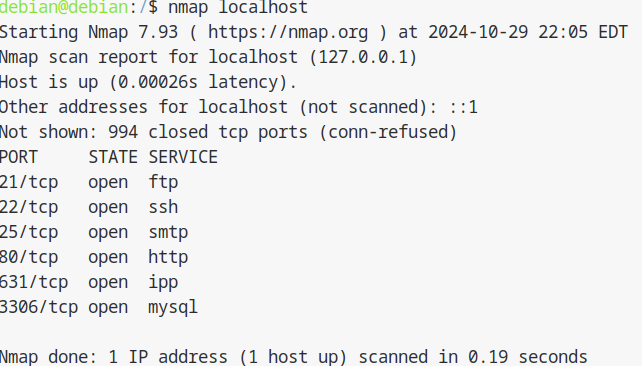 debian@debian:/$ nmap localhost
Starting Nmap 7.93 ( https://nmap.org ) at 2024-10-29 22:05 EDT
Nmap scan report for localhost (127.0.0.1)
Host is up (0.00026s latency).
Other addresses for localhost (not scanned): ::1
Not shown: 994 closed tcp ports (conn-refused)
PORT     STATE SERVICE
21/tcp   open  ftp
22/tcp   open  ssh
25/tcp   open  smtp
80/tcp   open  http
631/tcp  open  ipp
3306/tcp open  mysql
Nmap done: 1 IP address (1 host up) scanned in 0.19 seconds